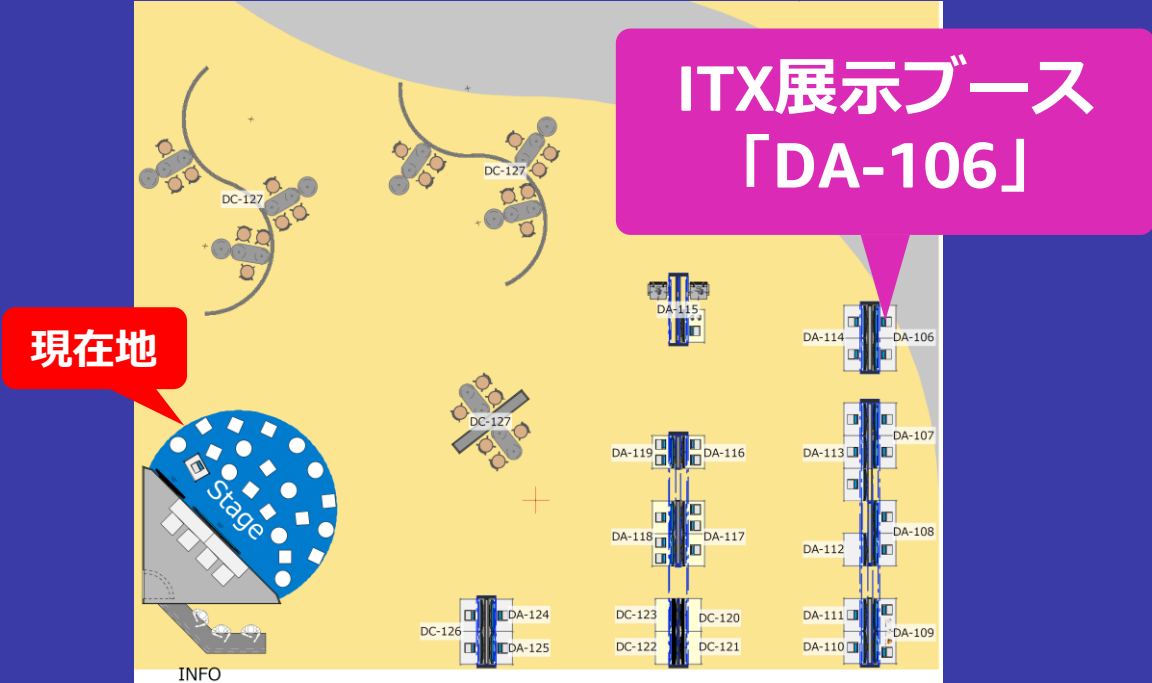 ITX展示ブース
「DA-106」
DC-127
DC-127
DA-115
DA-114
DA-106
現在地
DC-127
DA-107
DA-119
DA-116
DA-113
Stage
DA-118
DA-117
DA-108
DA-112
DA-124
DC-123
DC-120
DA-111
DC-126
DA-109
DA-125
DC-122
DC-121
DA-110
INFO